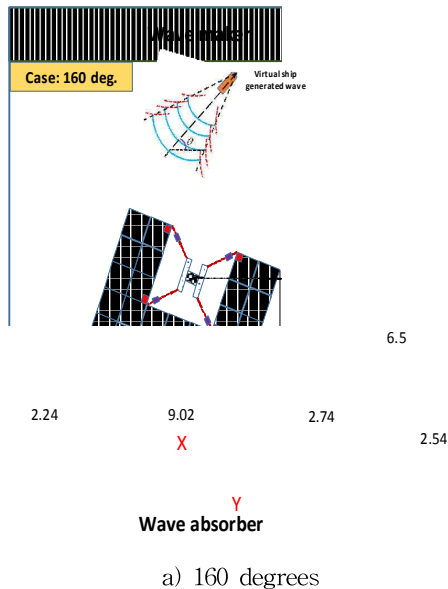 Wave maker
Case: 160 deg.
Virtual ship
generated wave
θ
6.5
2.24 9.02 2.74
2.54
X
Y
Wave absorber
a) 160 degrees